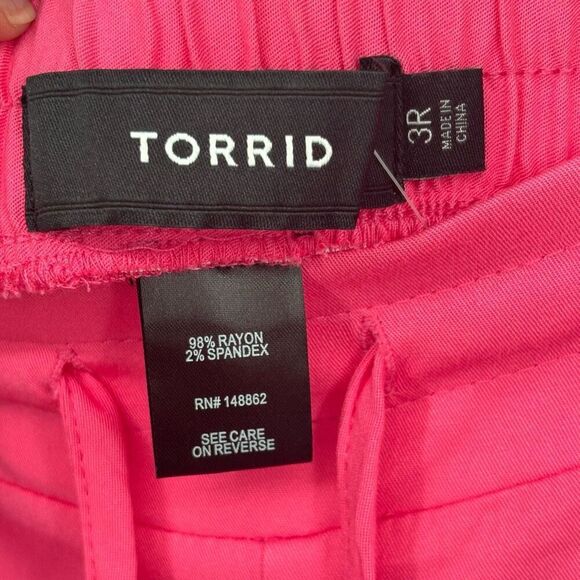 TORRID
3R
MADE IN
CHINA
98% RAYON
2% SPANDEX
RN# 148862
SEE CARE
ON REVERSE